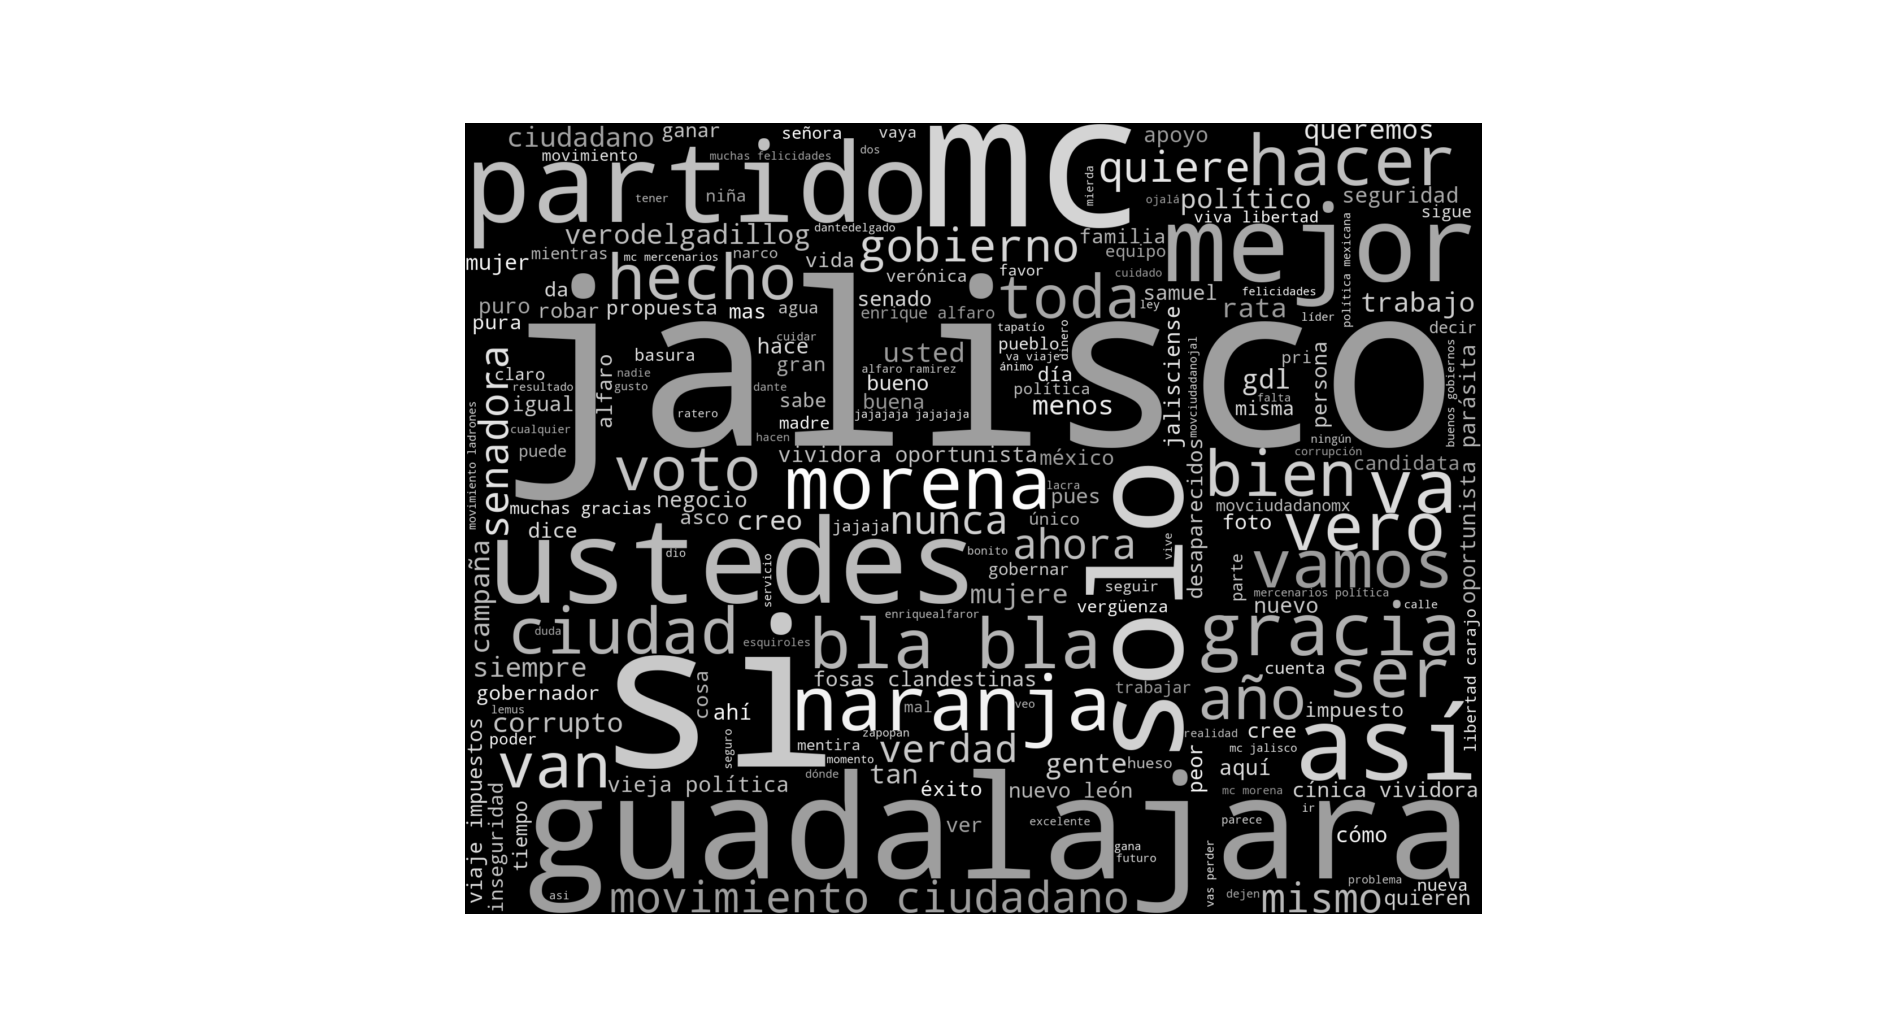 ciudadano ganar señora vaya mc apoyo queremos
movimiento muchas felicidades dos
partido quiere hacer
tener niña mierda ojalá político seguridad
viva libertad sigue
verodelgadillog dantedelgado gobierno familia mejor política mexicana
mujer mientras mc mercenarios narco vida equipo
hecho verónica favor cuidado
da toda samuel felicidades trabajo
puro robar propuesta mas agua senado enrique alfaro ley rata líder
pura jalisco tapatío dinero jalisciense decir
cuidar pueblo
basura hace usted va viaje movciudadanojal pri persona buenos gobiernos
claro alfaro nadie gran alfaro ramirez ánimo día gdl
resultado gusto dante bueno política falta
igual sabe buena menos misma
senadora ratero jajajaja jajajaja
movimiento ladrones cualquier madre
hacen ningún
puede vividora oportunista méxico corrupción
voto morena bien candidata oportunista parásita
lacra va
negocio pues desaparecidos movciudadanomx
muchas gracias asco creo jajaja nunca único solo foto vero
dice ahora
ustedes dio bonito vive vamos
campaña servicio gobernar seguir parte
mujere mercenarios política
vergüenza nuevo calle
enriquealfaror
ciudad duda esquiroles bla bla gracia libertad carajo
siempre si cuenta ser
fosas clandestinas
gobernador cosa naranja trabajar año
lemus ahí mal veo impuesto
corrupto
poder seguro zapopan realidad cree así
mentira verdad mc jalisco
van momento peor
viaje impuestos dónde tan gente hueso aquí
vieja política éxito nuevo león mc morena cínica vividora
inseguridad ir
tiempo guadalajara ver excelente parece cómo
gana
futuro
vas perder problema nueva
asi movimiento ciudadano dejen mismo quieren